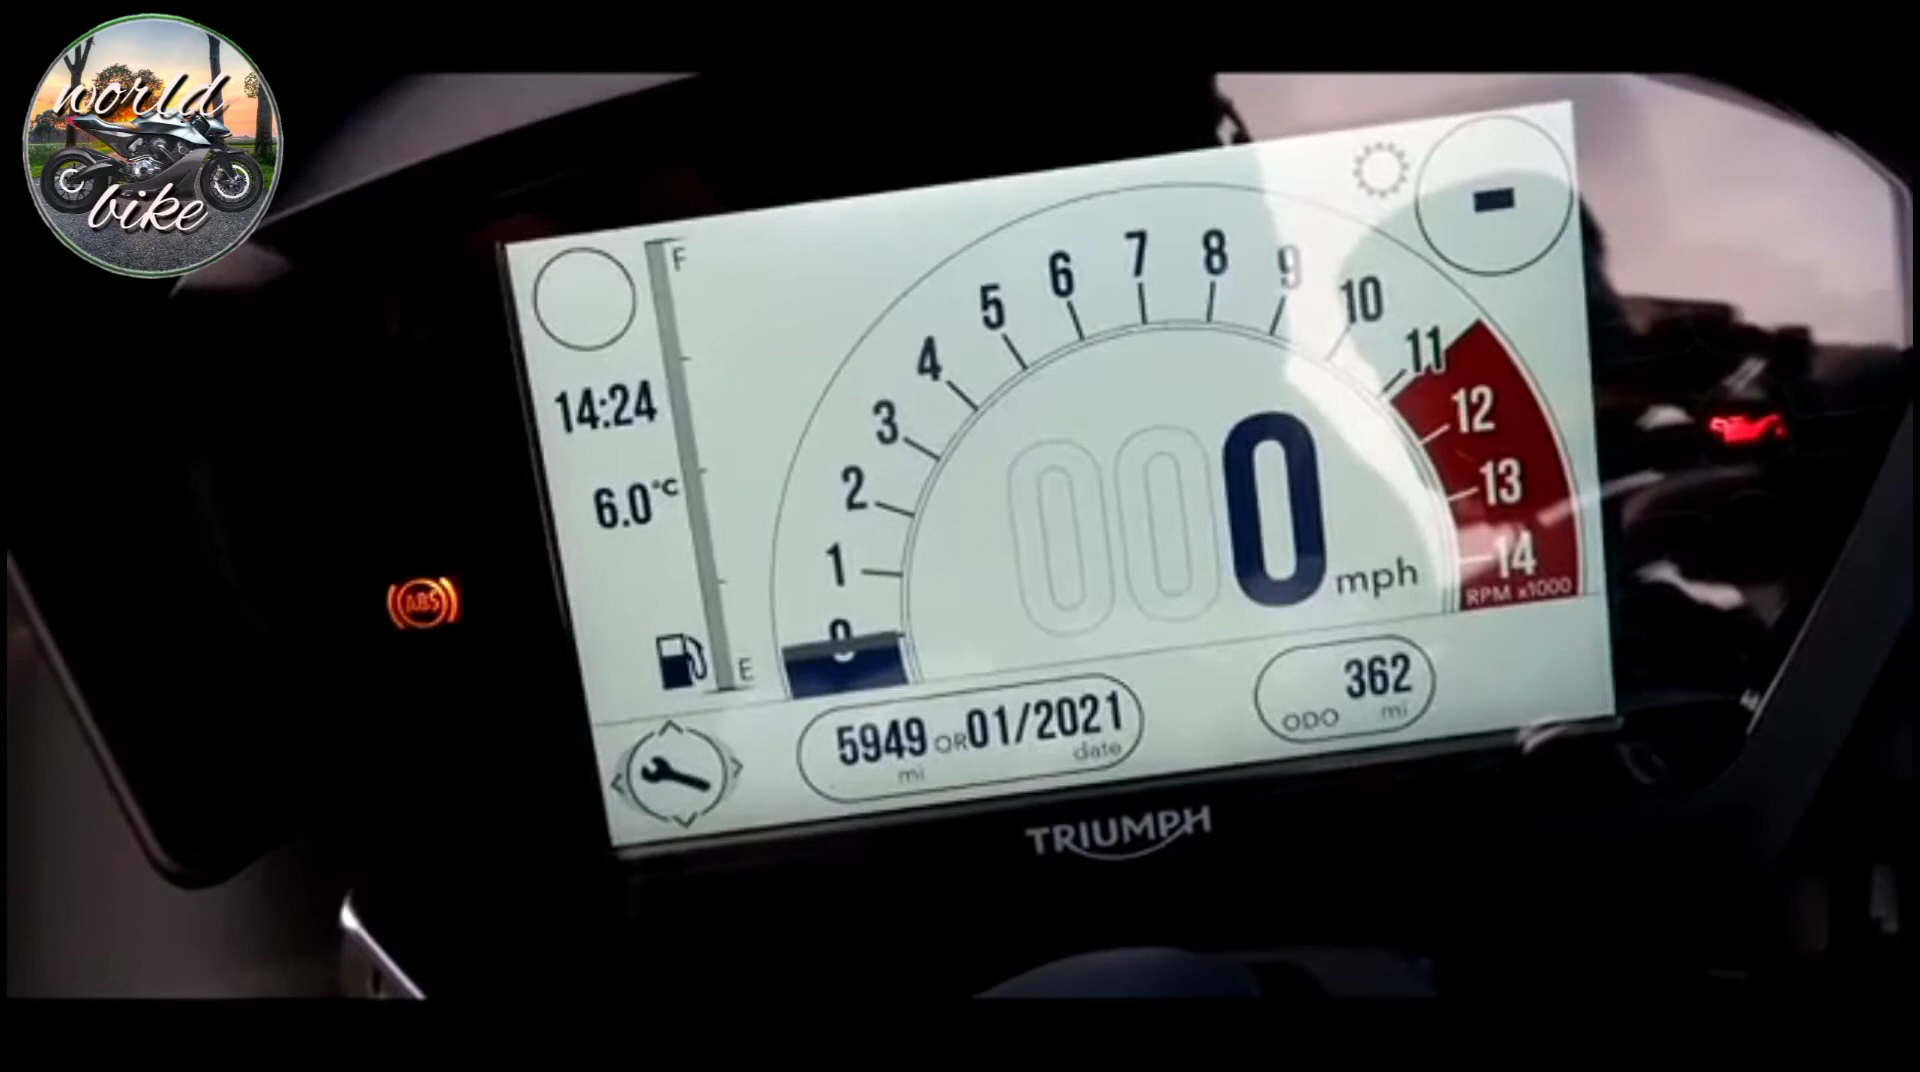 world
bike
F
14:24
6.0°C
E
ABS
0
1
2
3
4
5
6
7
8
9
10
11
12
13
14
RPM x1000
000 mph
5949 mi OR 01/2021 date
ODO 362 mi
TRIUMPH